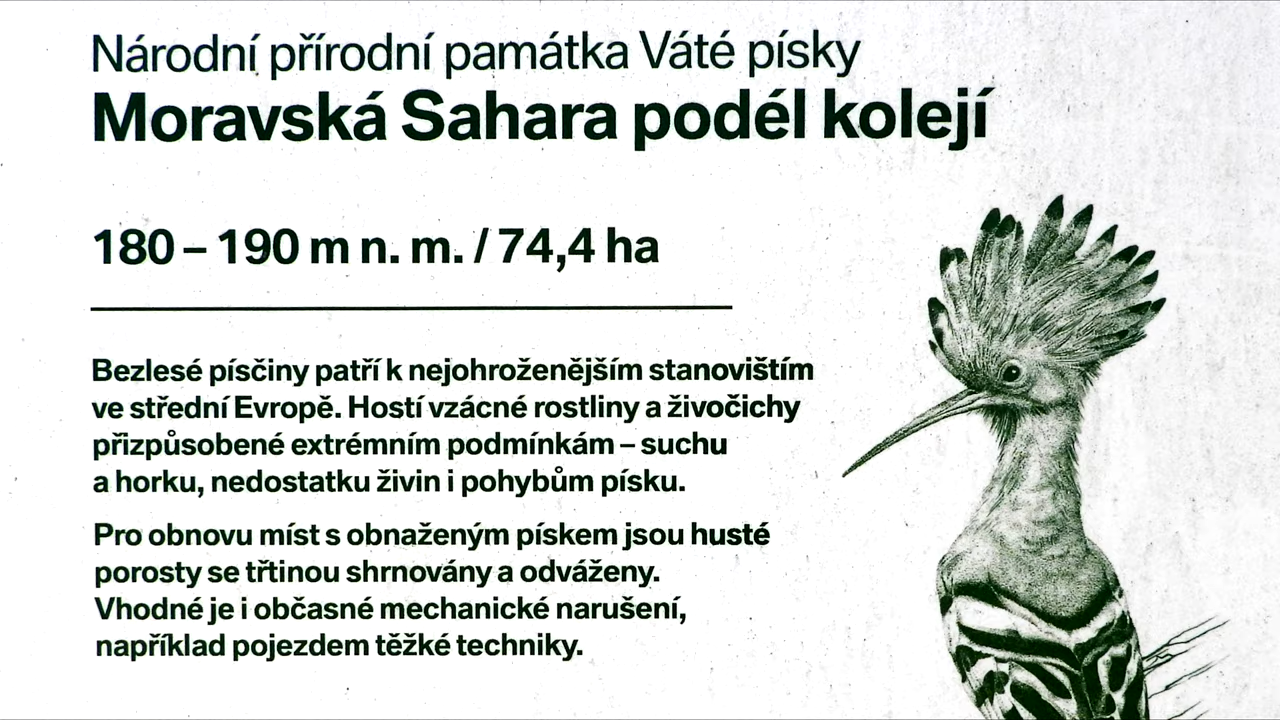 Národní přírodní památka Váté písky
Moravská Sahara podél kolejí
180 – 190 m n. m. / 74,4 ha
Bezlesé písčiny patří k nejohroženějším stanovištím
ve střední Evropě. Hostí vzácné rostliny a živočichy
přizpůsobené extrémním podmínkám – suchu
a horku, nedostatku živin i pohybům písku.
Pro obnovu míst s obnaženým pískem jsou husté
porosty se třtinou shrnovány a odváženy.
Vhodné je i občasné mechanické narušení,
například pojezdem těžké techniky.